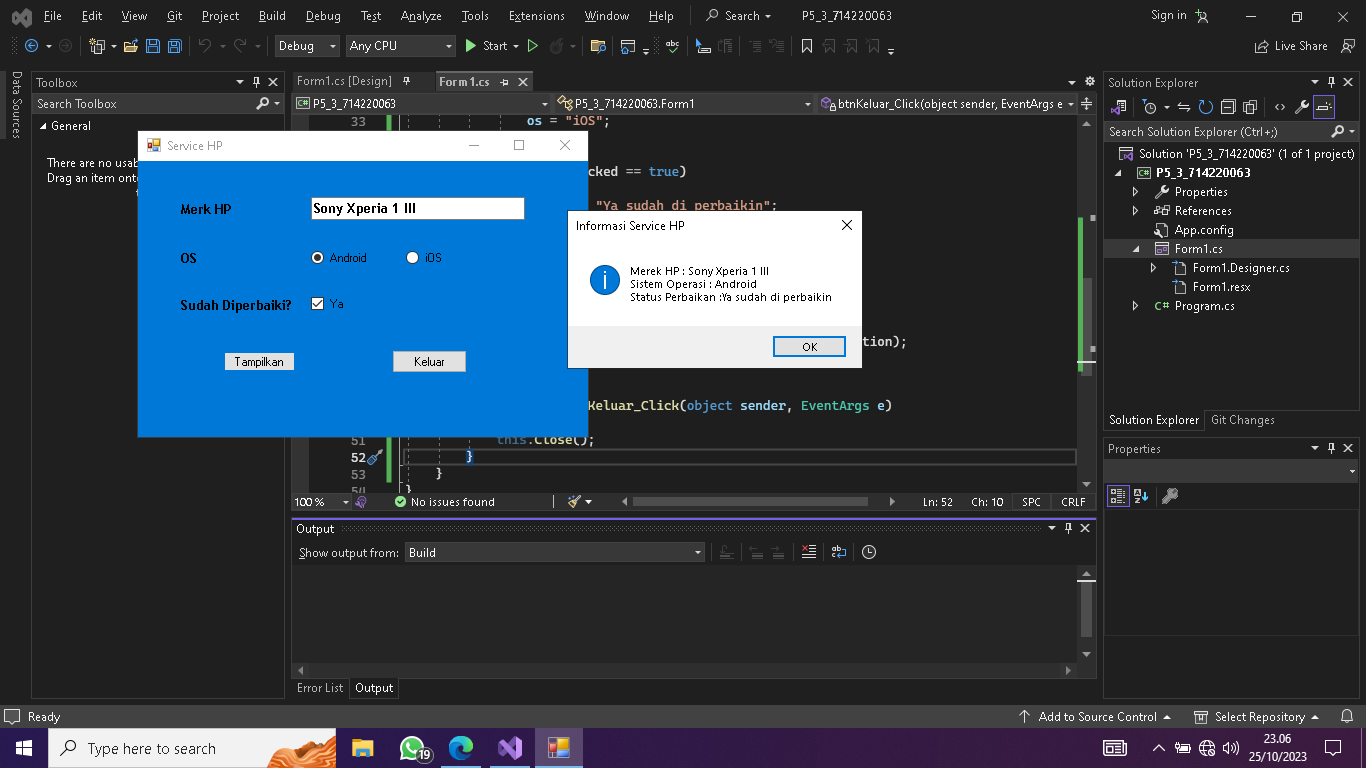 File Edit View Git Project Build Debug Test Analyze Tools Extensions Window Help Search P5_3_714220063 Sign in
Debug Any CPU Start Live Share
Data Sources
Toolbox
Search Toolbox
General
There are no usab
Drag an item onto
Form1.cs [Design] Form1.cs
P5_3_714220063 P5_3_714220063.Form1 btnKeluar_Click(object sender, EventArgs e
33 os = "iOS";
cked == true)
"Ya sudah di perbaikin";
tion);
Keluar_Click(object sender, EventArgs e)
51 this.Close();
52 }
53 }
54 }
Service HP
Merk HP Sony Xperia 1 III
OS Android iOS
Sudah Diperbaiki? Ya
Tampilkan Keluar
Informasi Service HP
Merek HP : Sony Xperia 1 III
Sistem Operasi : Android
Status Perbaikan :Ya sudah di perbaikin
OK
100 % No issues found Ln: 52 Ch: 10 SPC CRLF
Output
Show output from: Build
Error List Output
Solution Explorer
Search Solution Explorer (Ctrl+;)
Solution 'P5_3_714220063' (1 of 1 project)
P5_3_714220063
Properties
References
App.config
Form1.cs
Form1.Designer.cs
Form1.resx
Program.cs
Solution Explorer Git Changes
Properties
Ready Add to Source Control Select Repository
Type here to search 19 23.06
25/10/2023